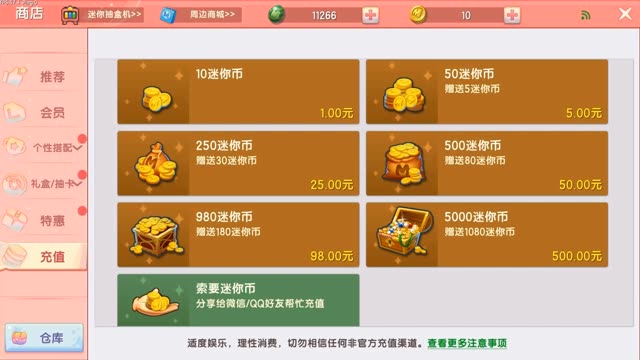 商店
迷你抽盒机>>
周边商城>>
11266
10
推荐
会员
个性搭配
礼盒/抽卡
特惠
充值
仓库
10迷你币
1.00元
50迷你币
赠送5迷你币
5.00元
250迷你币
赠送30迷你币
25.00元
500迷你币
赠送80迷你币
50.00元
980迷你币
赠送180迷你币
98.00元
5000迷你币
赠送1080迷你币
500.00元
索要迷你币
分享给微信/QQ好友帮忙充值
适度娱乐，理性消费，切勿相信任何非官方充值渠道。查看更多注意事项